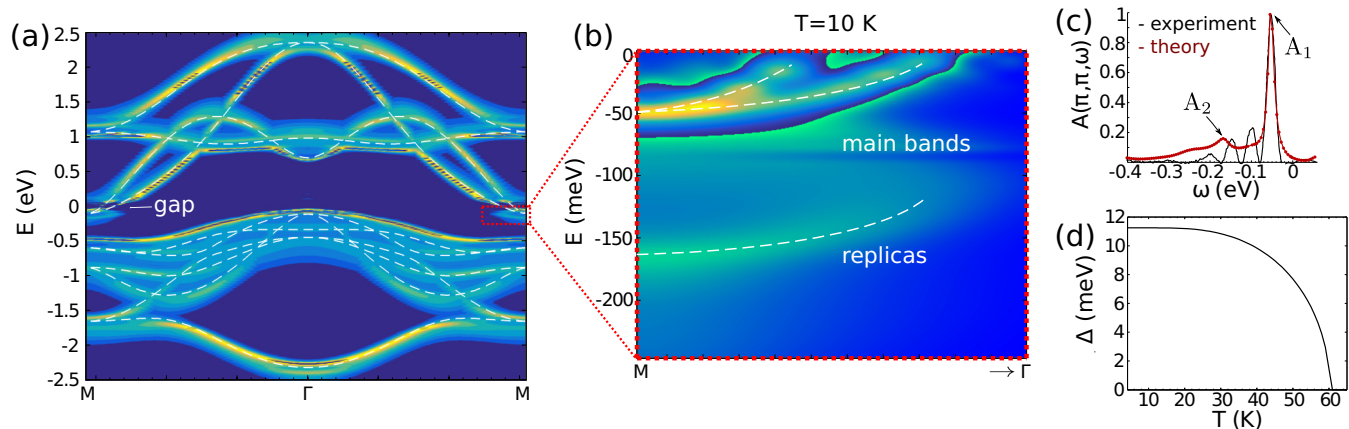 (a)
2.5
2
1.5
1
0.5
0
-0.5
-1
-1.5
-2
-2.5
E (eV)
gap
M
Γ
M
(b)
T=10 K
0
-50
-100
-150
-200
E (meV)
main bands
replicas
M
→ Γ
(c)
- experiment
- theory
A1
A2
1
0.8
0.6
0.4
0.2
A(π,π,ω)
-0.4
-0.3
-0.2
-0.1
0
ω (eV)
(d)
12
10
8
6
4
2
0
Δ (meV)
10 20 30 40 50 60
T (K)